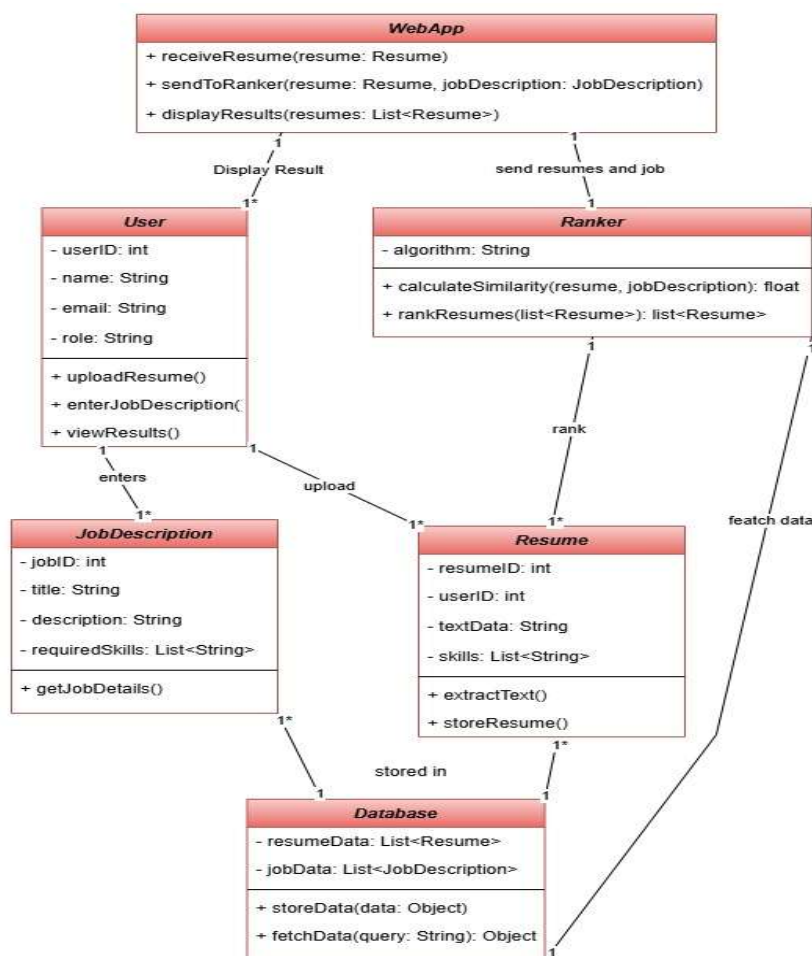 WebApp
+ receiveResume(resume: Resume)
+ sendToRanker(resume: Resume, jobDescription: JobDescription)
+ displayResults(resumes: List<Resume>)
1
1
Display Result
send resumes and job
1*
1
User
- userID: int
- name: String
- email: String
- role: String
+ uploadResume()
+ enterJobDescription(
+ viewResults()
Ranker
- algorithm: String
+ calculateSimilarity(resume, jobDescription): float
+ rankResumes(list<Resume>): list<Resume>
1
1
rank
1
1
enters
upload
1*
1*
1*
featch data
JobDescription
- jobID: int
- title: String
- description: String
- requiredSkills: List<String>
+ getJobDetails()
Resume
- resumeID: int
- userID: int
- textData: String
- skills: List<String>
+ extractText()
+ storeResume()
1*
1*
stored in
1
1
Database
- resumeData: List<Resume>
- jobData: List<JobDescription>
+ storeData(data: Object)
+ fetchData(query: String): Object
1